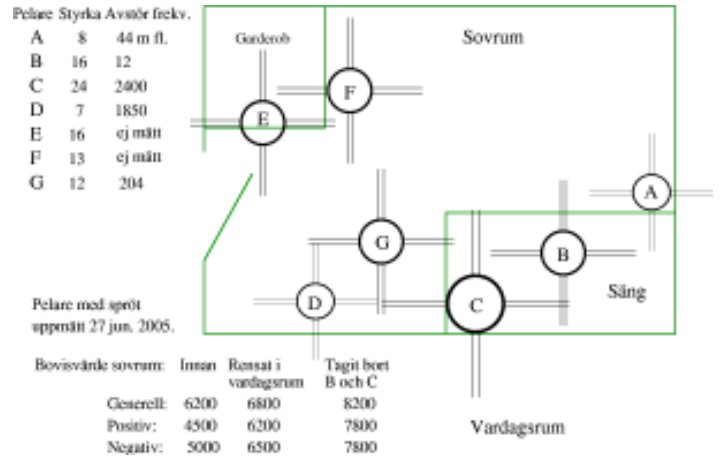 Pelare Styrka Avstör frekv.
A 8 44 m fl.
B 16 12
C 24 2400
D 7 1850
E 16 ej mätt
F 13 ej mätt
G 12 204
Garderob
Sovrum
F
E
A
G
B
D
C
Säng
Pelare med spröt
uppmätt 27 jun. 2005.
Bovisvärde sovrum: Innan Rensat i vardagsrum Tagit bort B och C
Generell: 6200 6800 8200
Positiv: 4500 6200 7800
Negativ: 5000 6500 7800
Vardagsrum